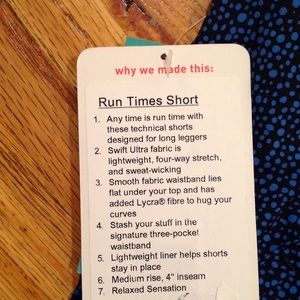 why we made this:
Run Times Short
1. Any time is run time with
these technical shorts
designed for long leggers
2. Swift Ultra fabric is
lightweight, four-way stretch,
and sweat-wicking
3. Smooth fabric waistband lies
flat under your top and has
added Lycra® fibre to hug your
curves
4. Stash your stuff in the
signature three-pocket
waistband
5. Lightweight liner helps shorts
stay in place
6. Medium rise, 4" inseam
7. Relaxed Sensation